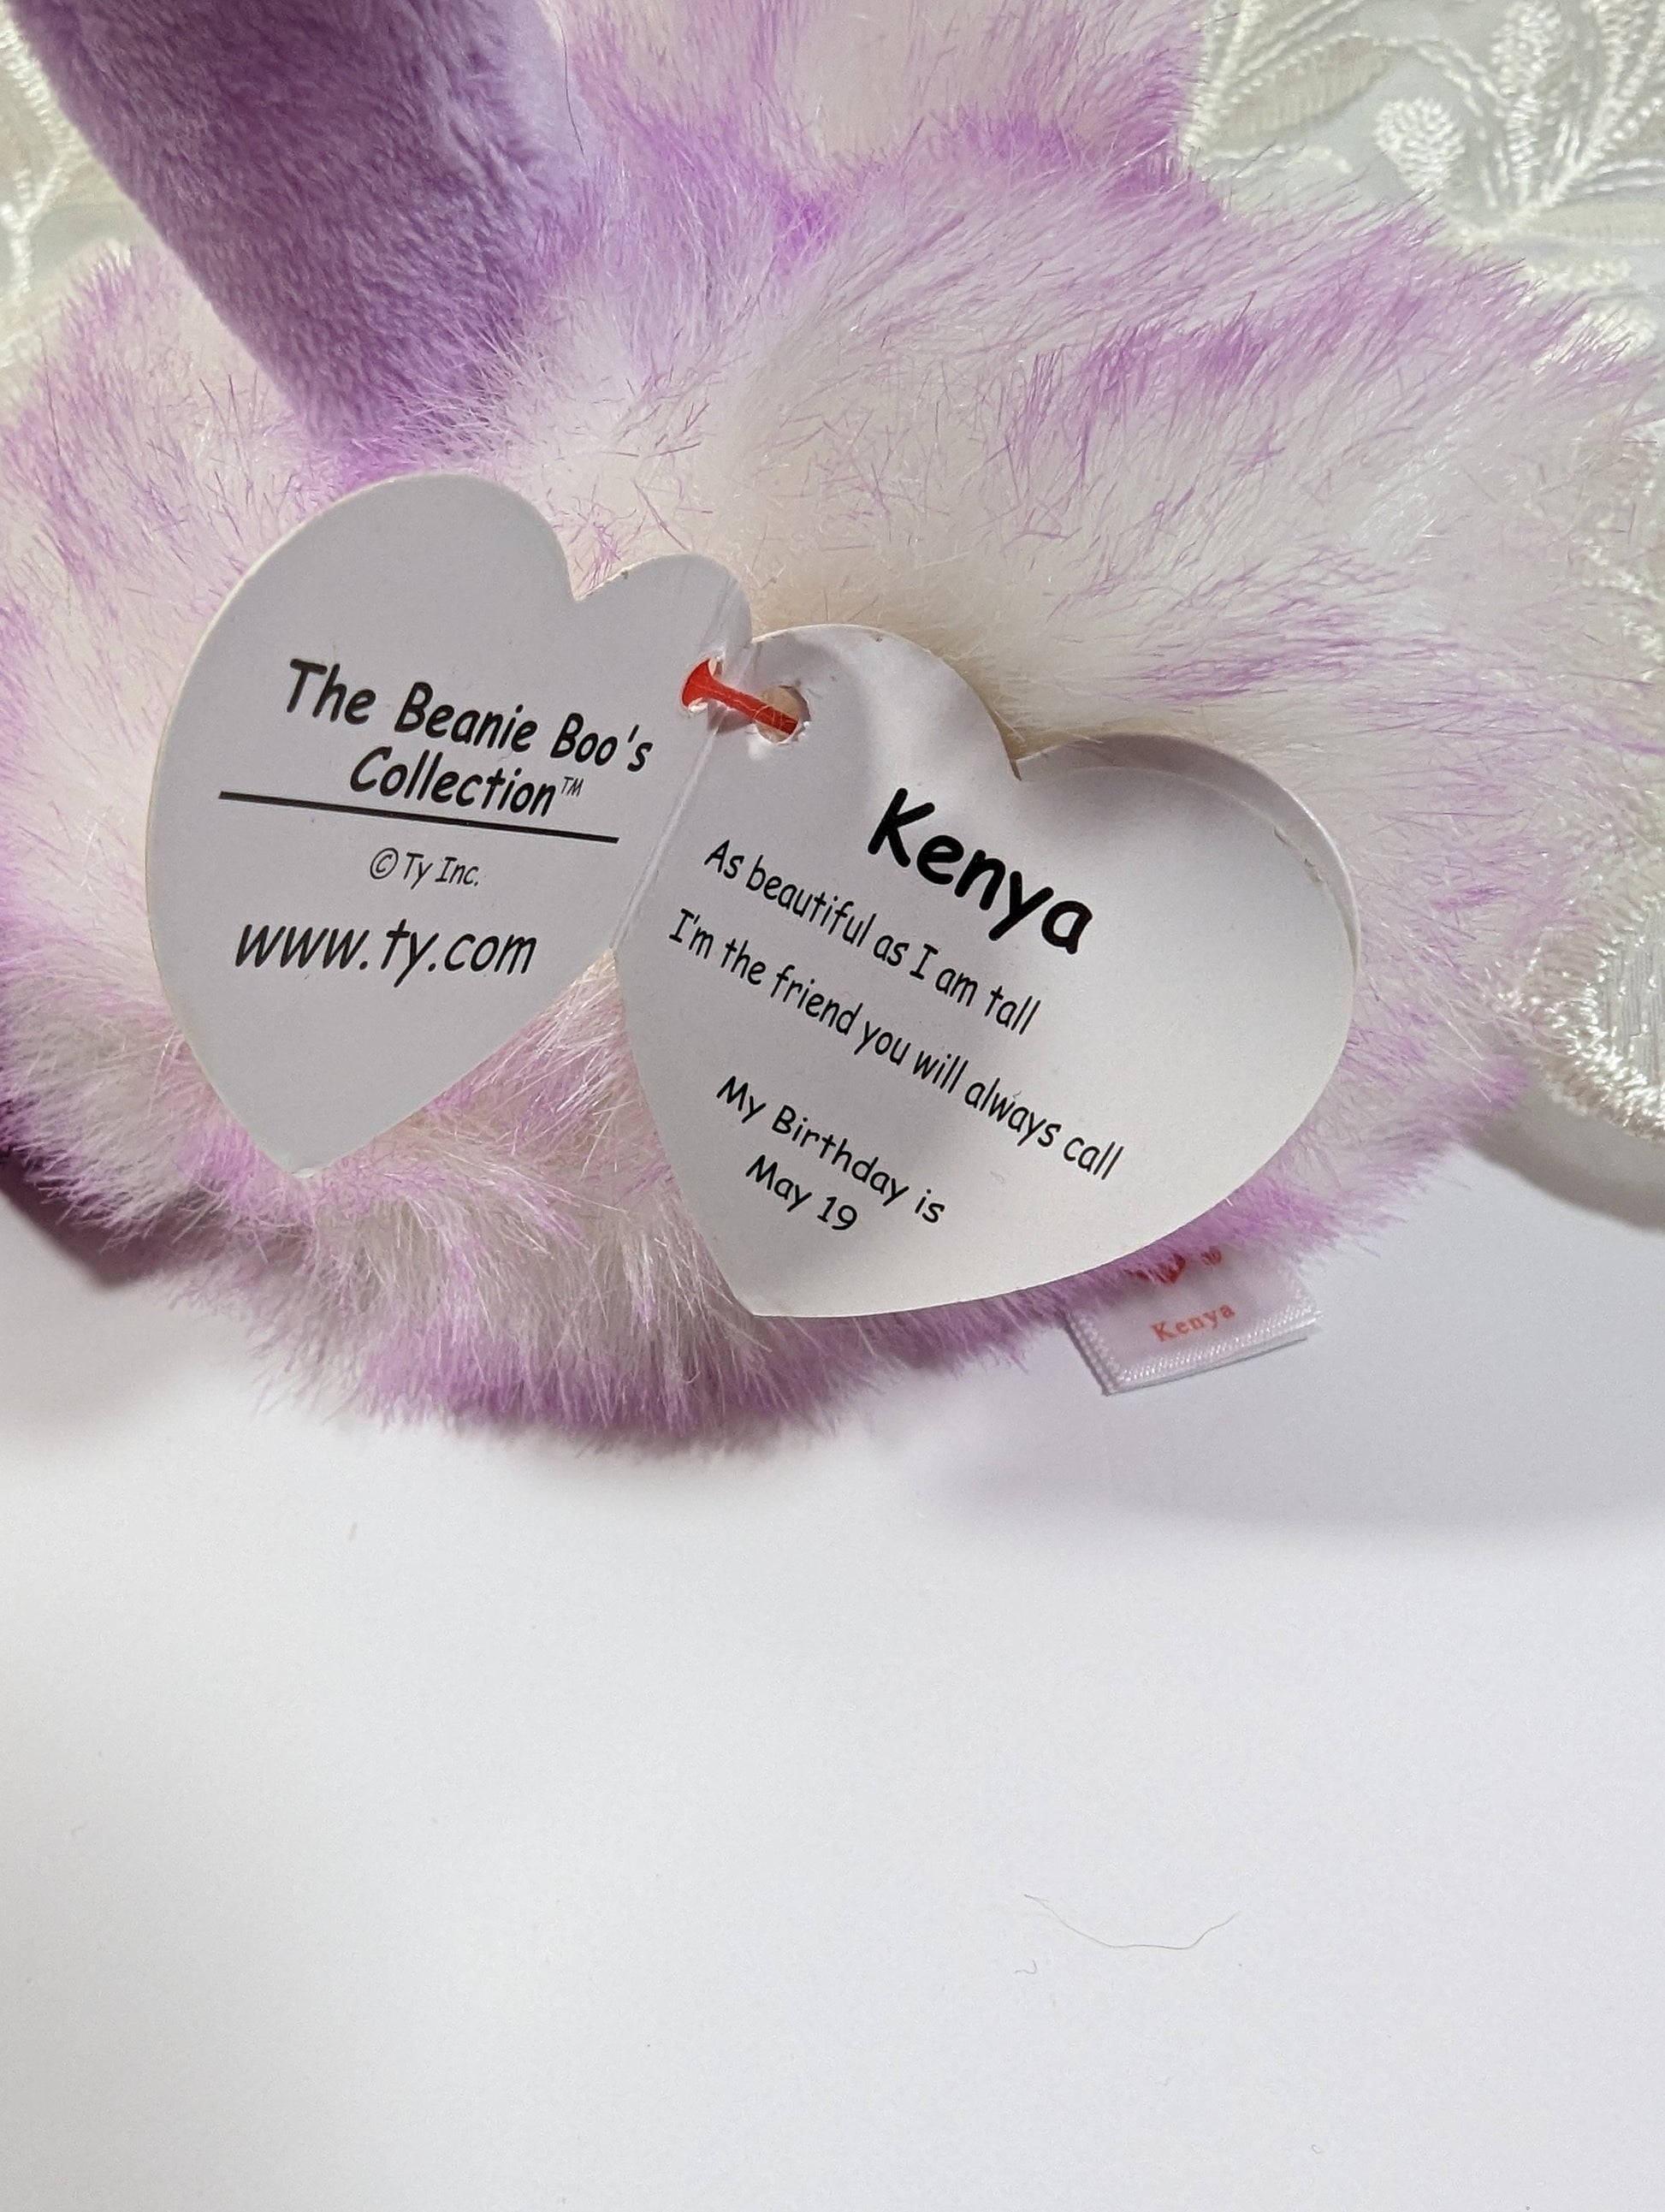 The Beanie Boo's
Collection™
© Ty Inc.
www.ty.com
Kenya
As beautiful as I am tall
I'm the friend you will always call
My Birthday is
May 19
Kenya